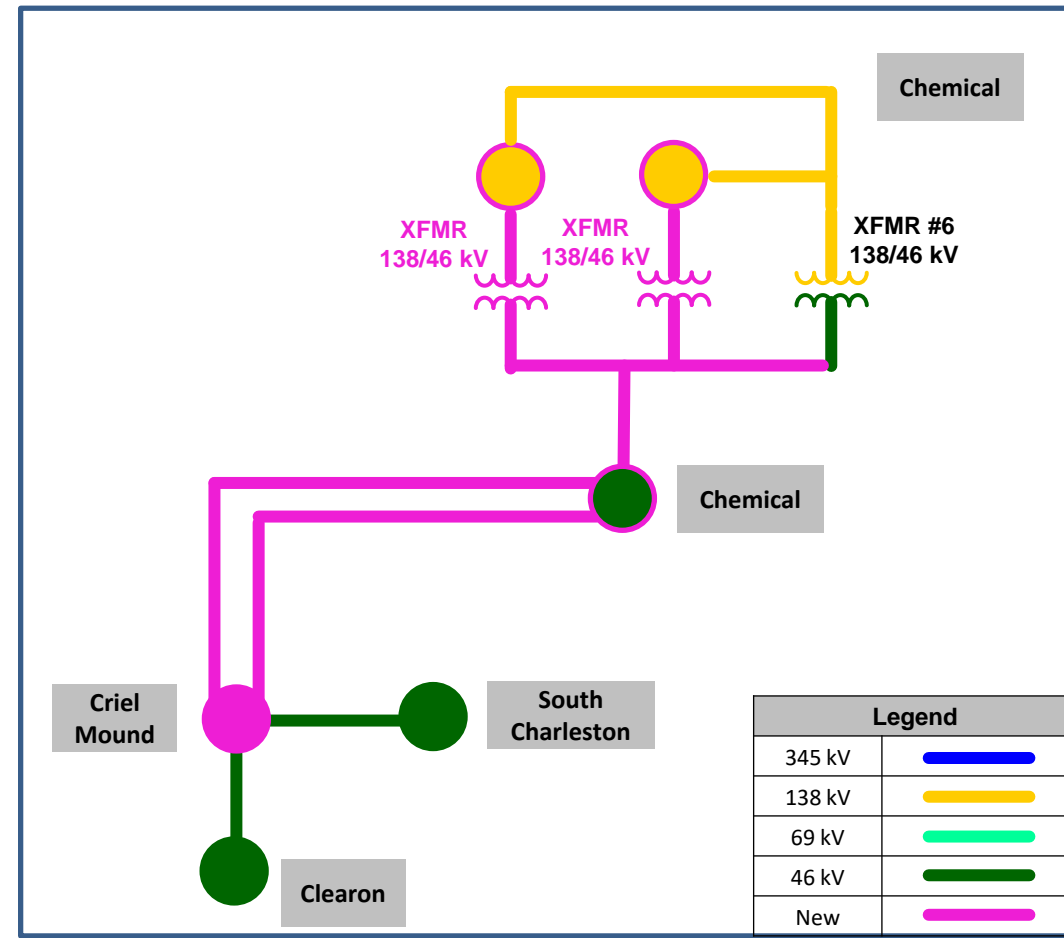 Chemical
XFMR
138/46 kV
XFMR
138/46 kV
XFMR #6
138/46 kV
Chemical
Criel
Mound
South
Charleston
Clearon
Legend
345 kV
138 kV
69 kV
46 kV
New